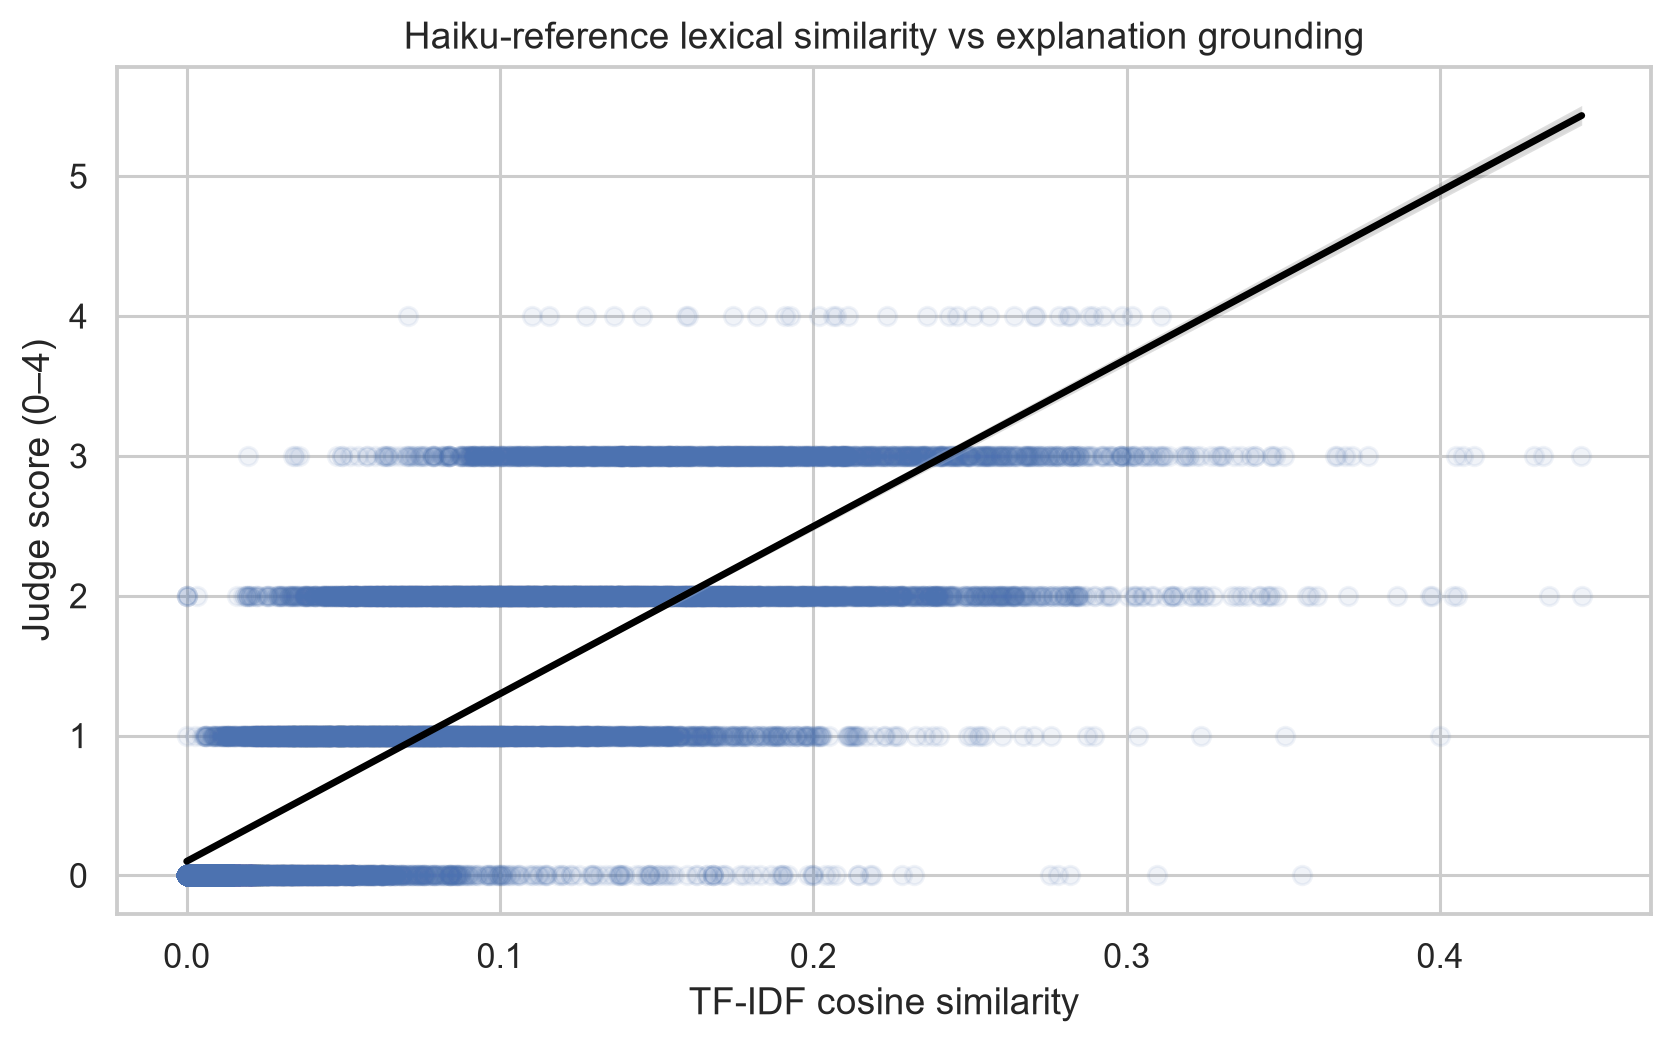 Haiku-reference lexical similarity vs explanation grounding
Judge score (0–4)
5
4
3
2
1
0
0.0 0.1 0.2 0.3 0.4
TF-IDF cosine similarity